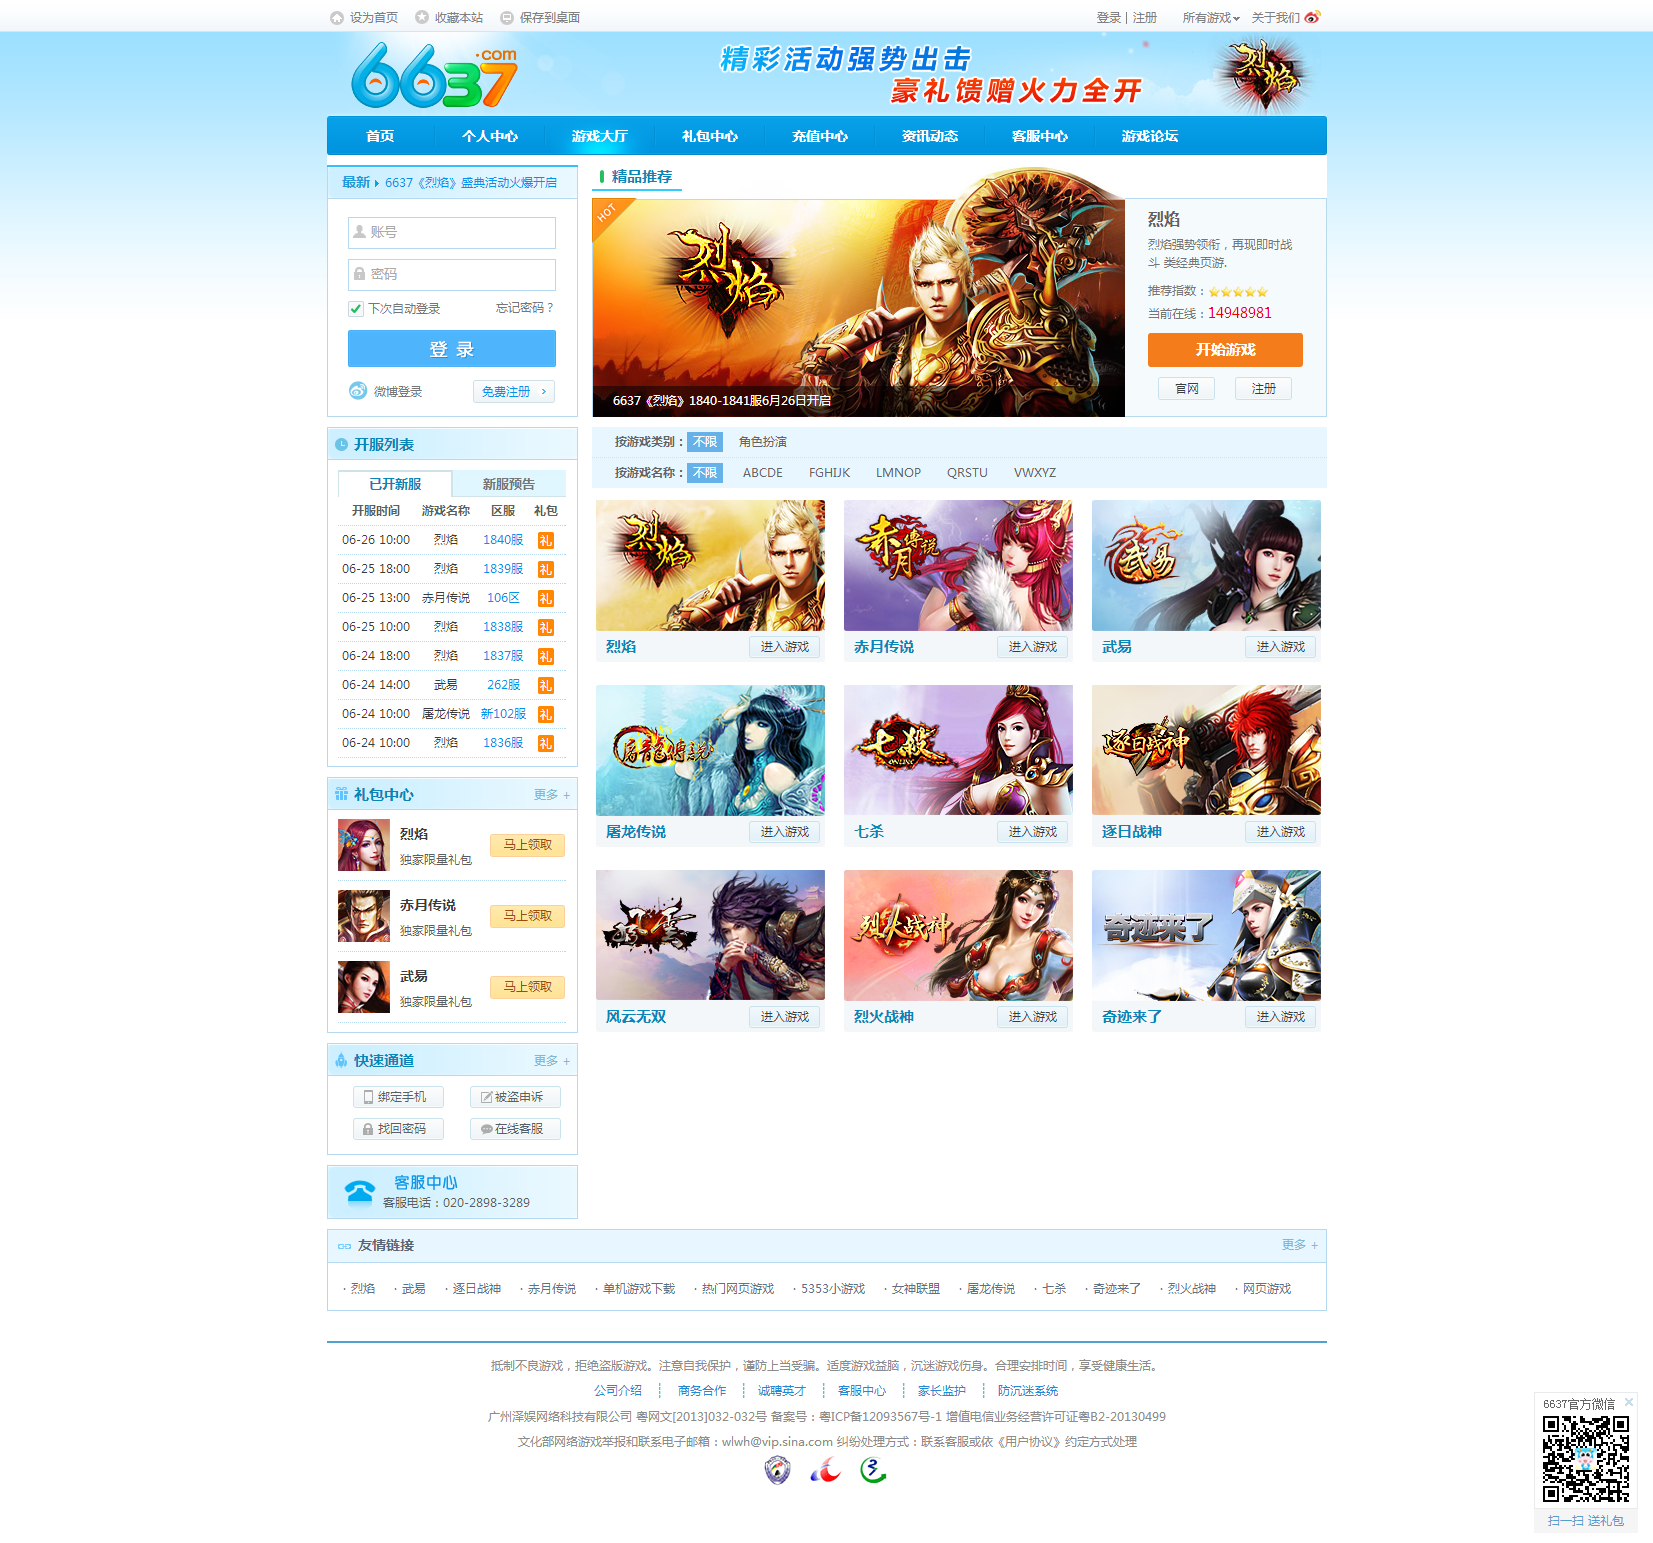 设为首页 收藏本站 保存到桌面 登录 | 注册 所有游戏 关于我们
6637.com
精彩活动强势出击
豪礼馈赠火力全开
烈焰
首页 个人中心 游戏大厅 礼包中心 充值中心 资讯动态 客服中心 游戏论坛
最新 6637《烈焰》盛典活动火爆开启
账号
密码
下次自动登录 忘记密码？
登 录
微博登录 免费注册 ›
精品推荐
HOT
烈焰
6637《烈焰》1840-1841服6月26日开启
烈焰
烈焰强势领衔，再现即时战
斗 类经典页游.
推荐指数：
当前在线：14948981
开始游戏
官网 注册
开服列表
已开新服 新服预告
开服时间 游戏名称 区服 礼包
06-26 10:00 烈焰 1840服 礼
06-25 18:00 烈焰 1839服 礼
06-25 13:00 赤月传说 106区 礼
06-25 10:00 烈焰 1838服 礼
06-24 18:00 烈焰 1837服 礼
06-24 14:00 武易 262服 礼
06-24 10:00 屠龙传说 新102服 礼
06-24 10:00 烈焰 1836服 礼
礼包中心 更多 +
烈焰
独家限量礼包
马上领取
赤月传说
独家限量礼包
马上领取
武易
独家限量礼包
马上领取
快速通道 更多 +
绑定手机 被盗申诉
找回密码 在线客服
客服中心
客服电话：020-2898-3289
按游戏类别： 不限 角色扮演
按游戏名称： 不限 ABCDE FGHIJK LMNOP QRSTU VWXYZ
烈焰 赤月傳说 武易
烈焰 进入游戏 赤月传说 进入游戏 武易 进入游戏
屠龍傳説 七殺 ONLINE 逐日战神
屠龙传说 进入游戏 七杀 进入游戏 逐日战神 进入游戏
烈火战神 奇迹来了
风云无双 进入游戏 烈火战神 进入游戏 奇迹来了 进入游戏
友情链接 更多 +
· 烈焰 · 武易 · 逐日战神 · 赤月传说 · 单机游戏下载 · 热门网页游戏 · 5353小游戏 · 女神联盟 · 屠龙传说 · 七杀 · 奇迹来了 · 烈火战神 · 网页游戏
抵制不良游戏，拒绝盗版游戏。注意自我保护，谨防上当受骗。适度游戏益脑，沉迷游戏伤身。合理安排时间，享受健康生活。
公司介绍 商务合作 诚聘英才 客服中心 家长监护 防沉迷系统
广州泽娱网络科技有限公司 粤网文[2013]032-032号 备案号：粤ICP备12093567号-1 增值电信业务经营许可证粤B2-20130499
文化部网络游戏举报和联系电子邮箱：wlwh@vip.sina.com 纠纷处理方式：联系客服或依《用户协议》约定方式处理
6637官方微信
扫一扫 送礼包